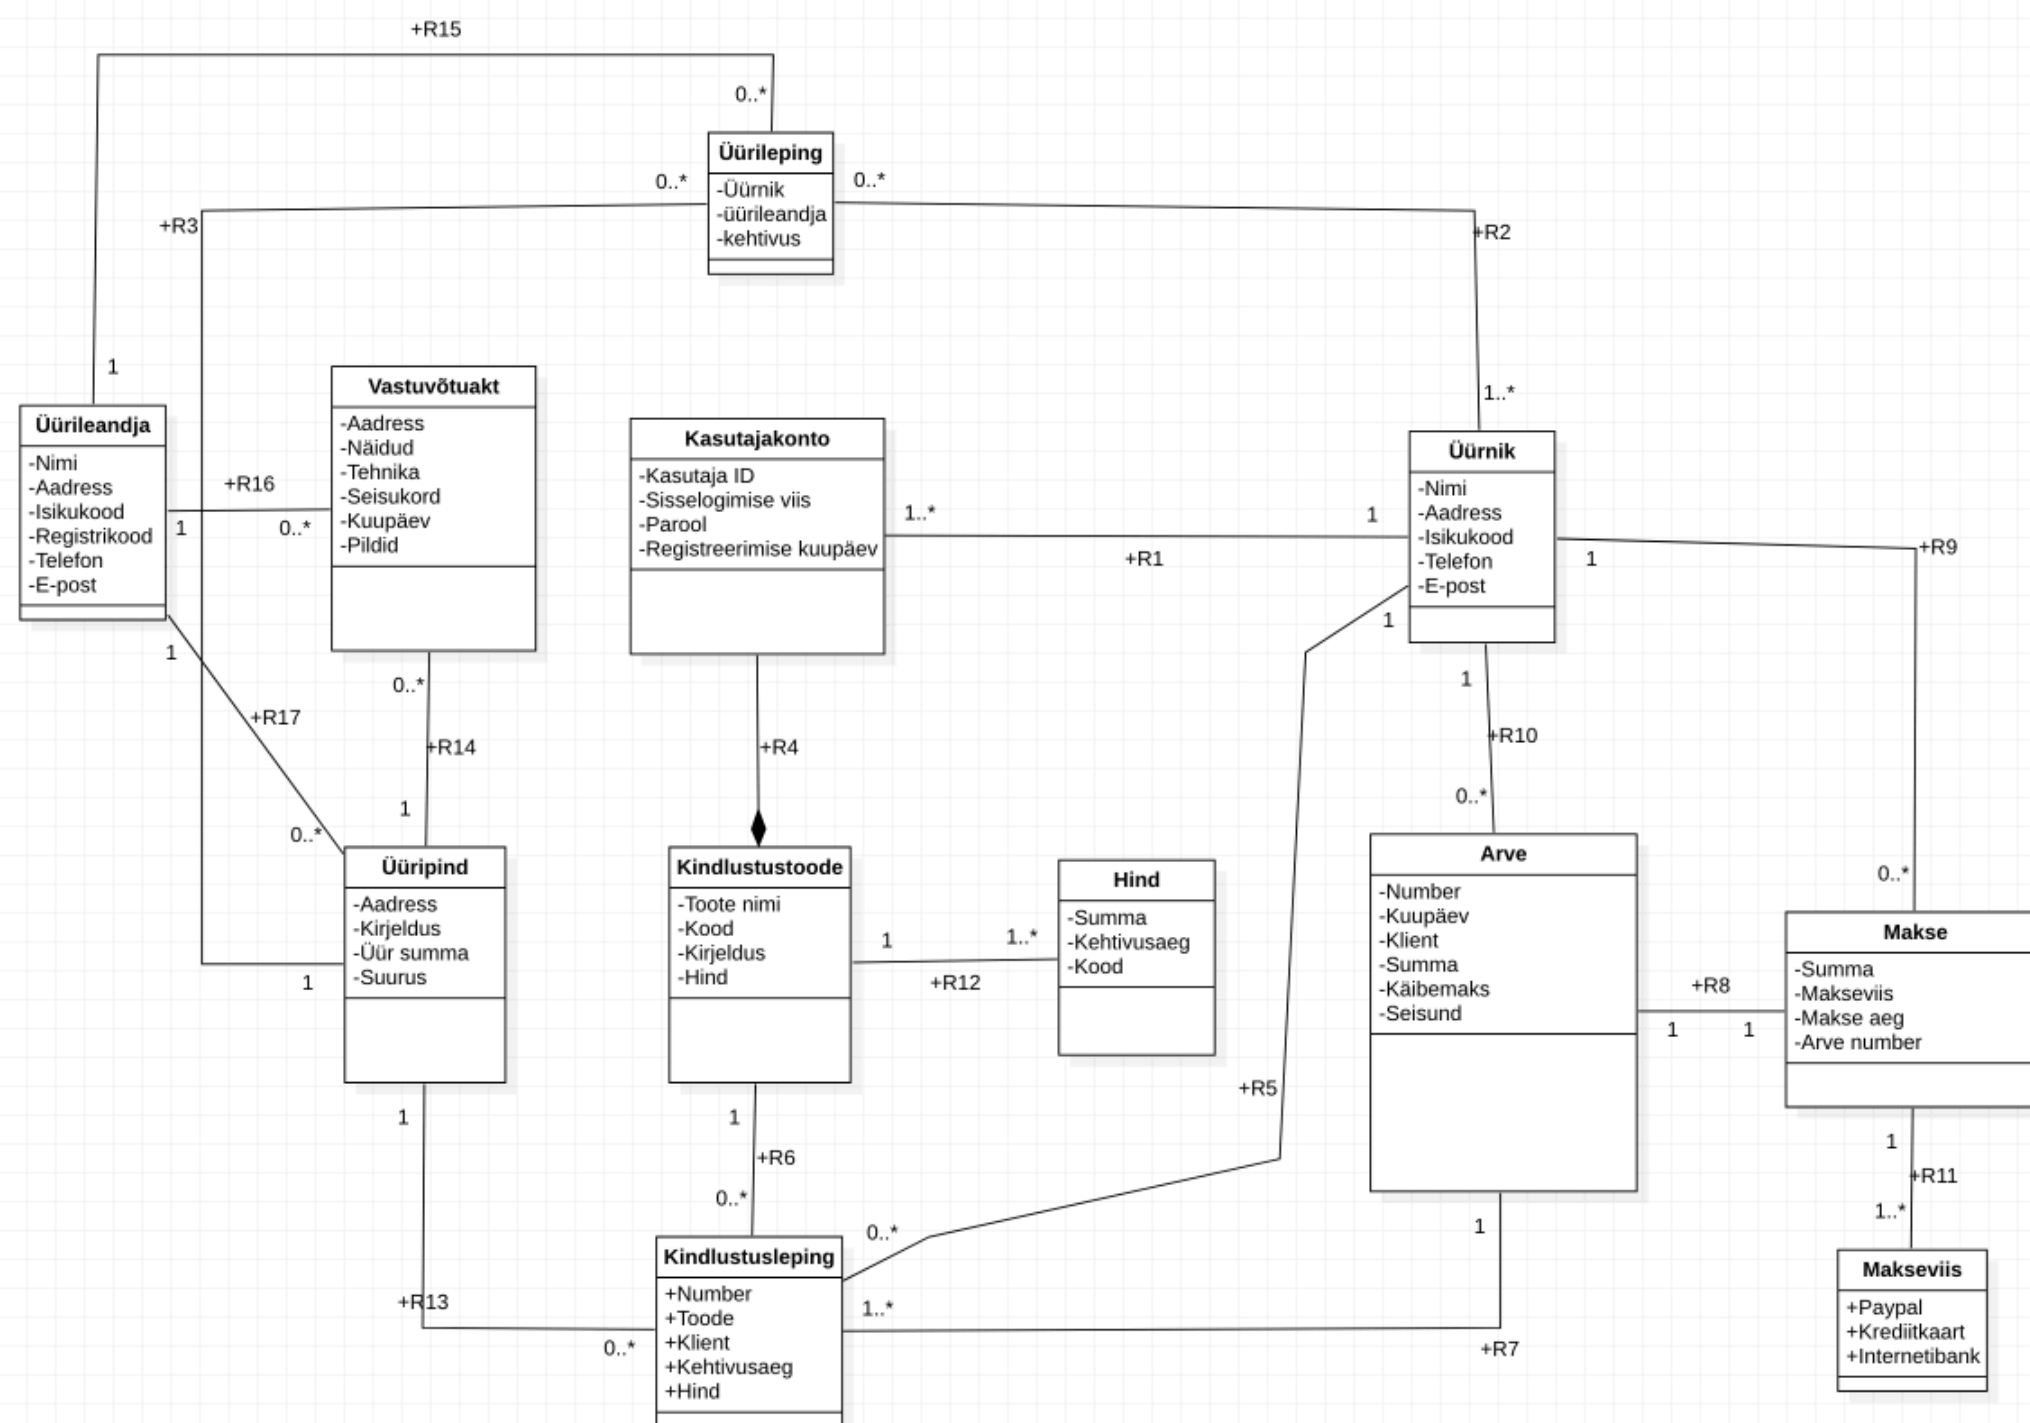 +R15
0..*
Üürileping
-Üürnik
-üürileandja
-kehtivus
0..*
0..*
+R3
+R2
1
1..*
Üürileandja
-Nimi
-Aadress
-Isikukood
-Registrikood
-Telefon
-E-post
+R16
1
0..*
Vastuvõtuakt
-Aadress
-Näidud
-Tehnika
-Seisukord
-Kuupäev
-Pildid
Kasutajakonto
-Kasutaja ID
-Sisselogimise viis
-Parool
-Registreerimise kuupäev
1..*
1
+R1
Üürnik
-Nimi
-Aadress
-Isikukood
-Telefon
-E-post
1
+R9
1
1
+R17
0..*
0..*
+R14
1
+R4
1
+R10
0..*
0..*
Üüripind
-Aadress
-Kirjeldus
-Üür summa
-Suurus
1
Kindlustustoode
-Toote nimi
-Kood
-Kirjeldus
-Hind
1
1..*
+R12
Hind
-Summa
-Kehtivusaeg
-Kood
Arve
-Number
-Kuupäev
-Klient
-Summa
-Käibemaks
-Seisund
+R8
1
1
Makse
-Summa
-Makseviis
-Makse aeg
-Arve number
1
1
+R6
0..*
+R5
0..*
1
1
+R11
1..*
+R13
0..*
Kindlustusleping
+Number
+Toode
+Klient
+Kehtivusaeg
+Hind
1..*
+R7
Makseviis
+Paypal
+Krediitkaart
+Internetibank